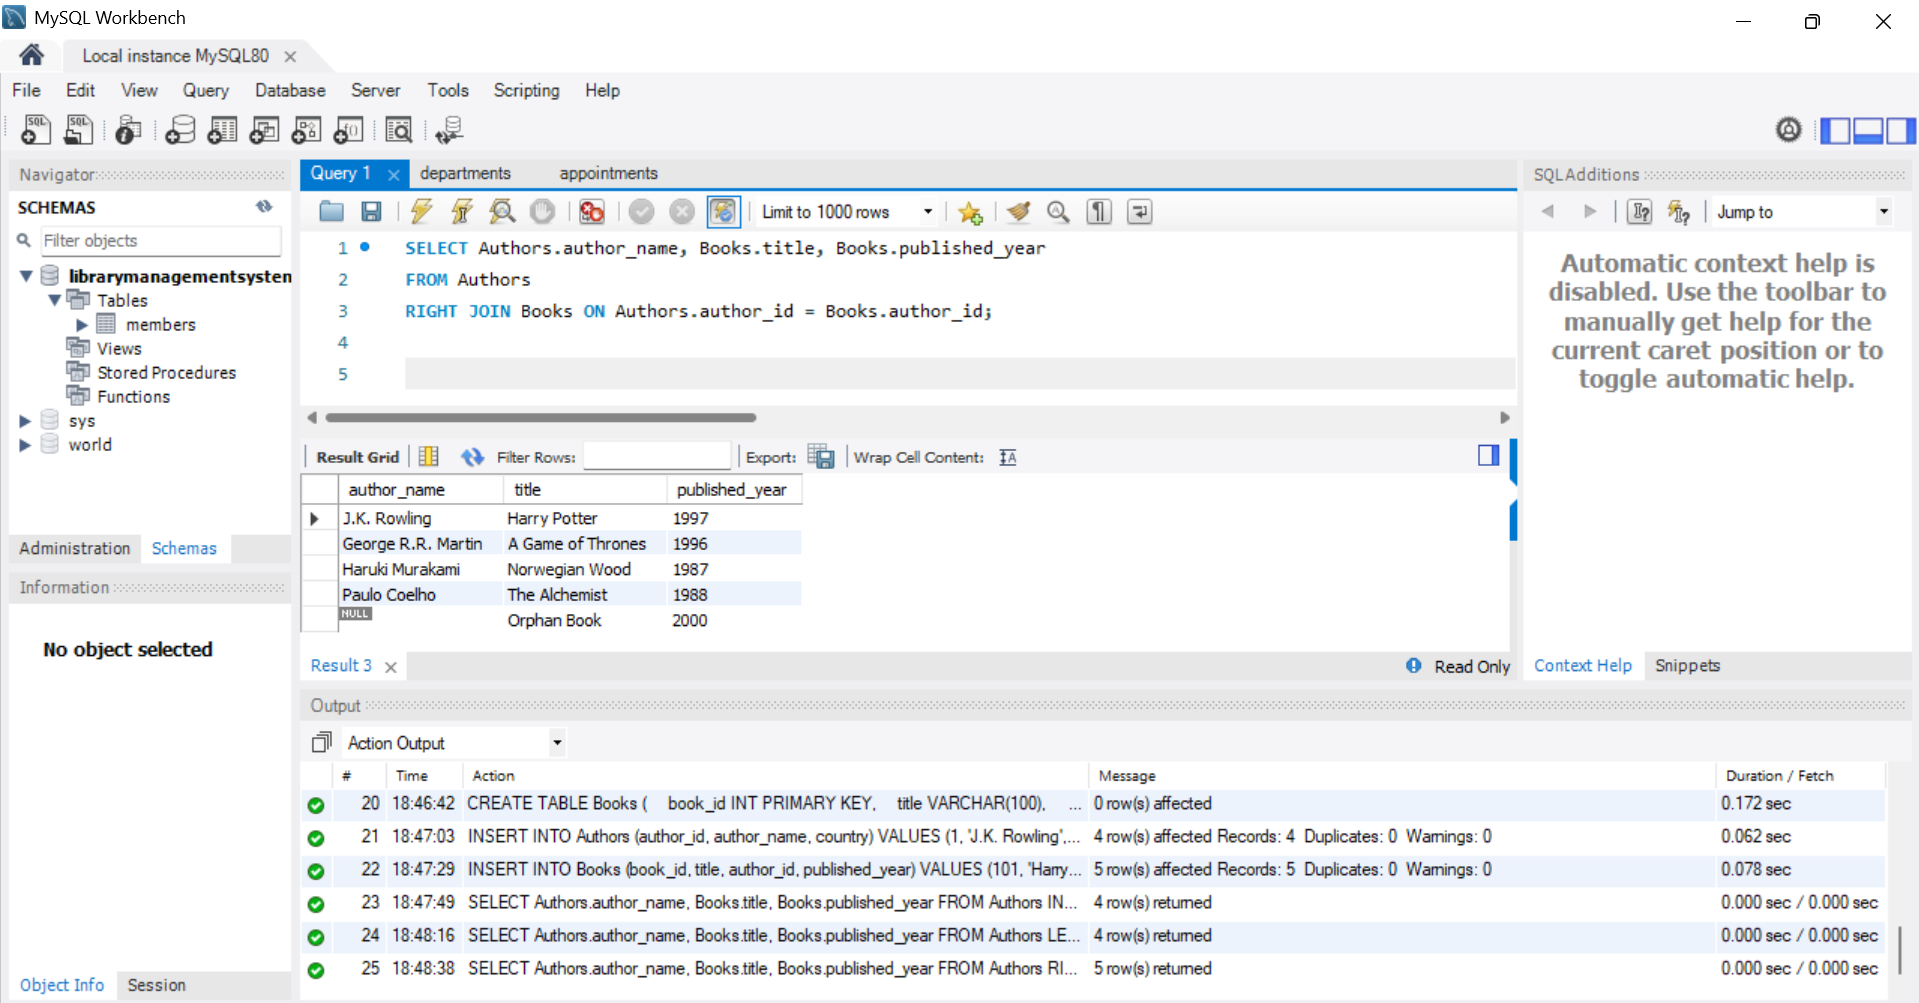 MySQL Workbench
Local instance MySQL80
File Edit View Query Database Server Tools Scripting Help
Navigator
SCHEMAS
Filter objects
librarymanagementsysten
Tables
members
Views
Stored Procedures
Functions
sys
world
Administration Schemas
Information
No object selected
Object Info Session
Query 1 departments appointments
Limit to 1000 rows
1 SELECT Authors.author_name, Books.title, Books.published_year
2 FROM Authors
3 RIGHT JOIN Books ON Authors.author_id = Books.author_id;
4
5
Result Grid Filter Rows: Export: Wrap Cell Content:
author_name title published_year
J.K. Rowling Harry Potter 1997
George R.R. Martin A Game of Thrones 1996
Haruki Murakami Norwegian Wood 1987
Paulo Coelho The Alchemist 1988
NULL Orphan Book 2000
Result 3 Read Only
SQLAdditions
Jump to
Automatic context help is
disabled. Use the toolbar to
manually get help for the
current caret position or to
toggle automatic help.
Context Help Snippets
Output
Action Output
# Time Action Message Duration / Fetch
20 18:46:42 CREATE TABLE Books ( book_id INT PRIMARY KEY, title VARCHAR(100), ... 0 row(s) affected 0.172 sec
21 18:47:03 INSERT INTO Authors (author_id, author_name, country) VALUES (1, 'J.K. Rowling',... 4 row(s) affected Records: 4 Duplicates: 0 Warnings: 0 0.062 sec
22 18:47:29 INSERT INTO Books (book_id, title, author_id, published_year) VALUES (101, 'Harry... 5 row(s) affected Records: 5 Duplicates: 0 Warnings: 0 0.078 sec
23 18:47:49 SELECT Authors.author_name, Books.title, Books.published_year FROM Authors IN... 4 row(s) returned 0.000 sec / 0.000 sec
24 18:48:16 SELECT Authors.author_name, Books.title, Books.published_year FROM Authors LE... 4 row(s) returned 0.000 sec / 0.000 sec
25 18:48:38 SELECT Authors.author_name, Books.title, Books.published_year FROM Authors RI... 5 row(s) returned 0.000 sec / 0.000 sec